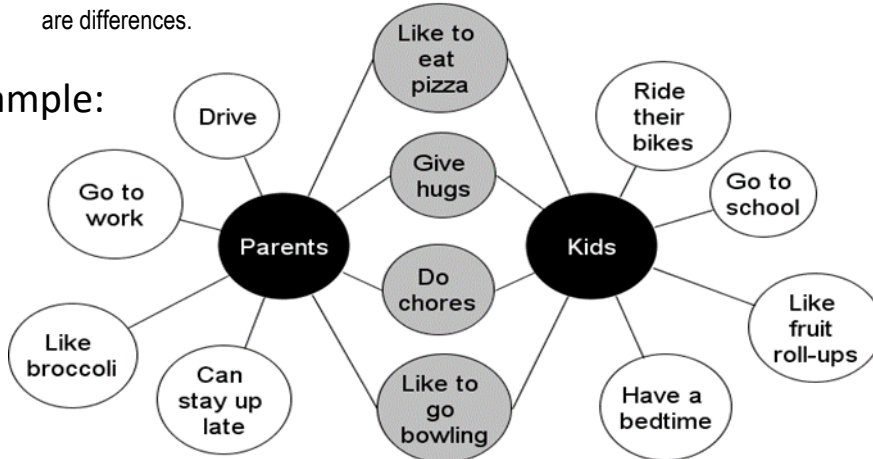 are differences.
ample:
Like to
eat
pizza
Drive
Ride
their
bikes
Give
hugs
Go to
work
Go to
school
Parents
Kids
Do
chores
Like
broccoli
Can
stay up
late
Like to
go
bowling
Have a
bedtime
Like
fruit
roll-ups